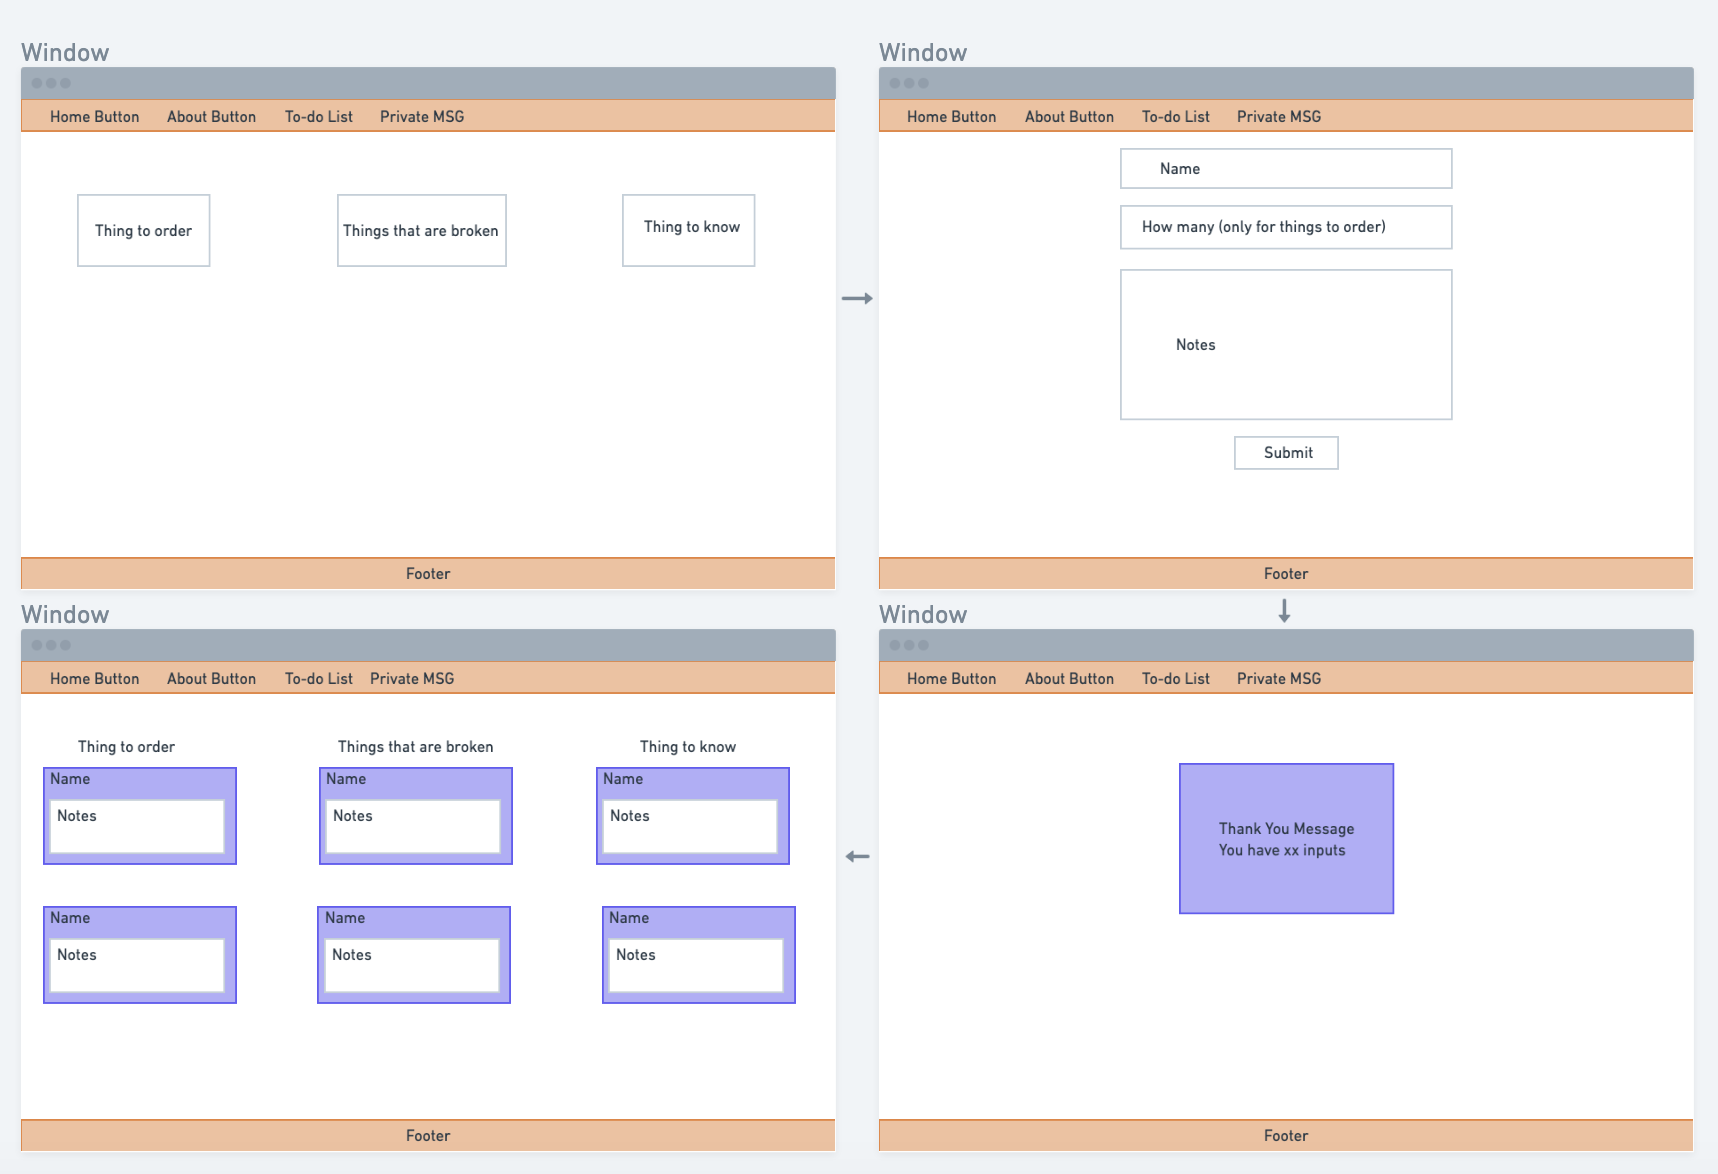 Window
Home Button About Button To-do List Private MSG
Thing to order
Things that are broken
Thing to know
Footer
Window
Home Button About Button To-do List Private MSG
Name
How many (only for things to order)
Notes
Submit
Footer
Window
Home Button About Button To-do List Private MSG
Thing to order Things that are broken Thing to know
Name Name Name
Notes Notes Notes
Name Name Name
Notes Notes Notes
Footer
Window
Home Button About Button To-do List Private MSG
Thank You Message
You have xx inputs
Footer